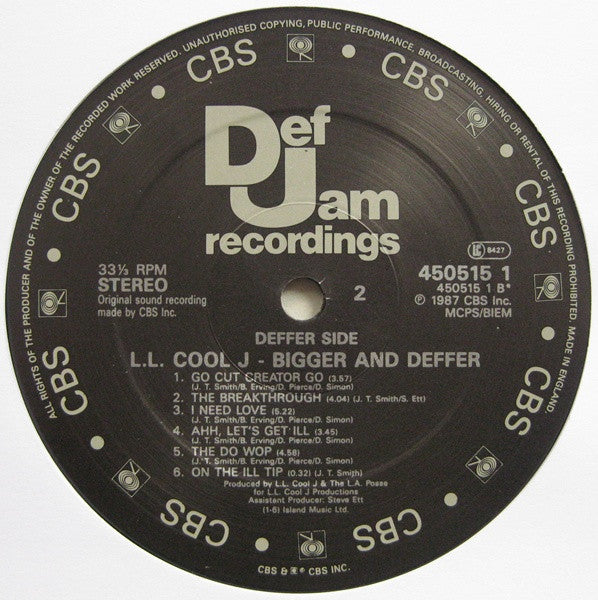 ALL RIGHTS OF THE PRODUCER AND OF THE OWNER OF THE RECORDED WORK RESERVED. UNAUTHORISED COPYING, PUBLIC PERFORMANCE, BROADCASTING, HIRING OR RENTAL OF THIS RECORDING PROHIBITED. MADE IN ENGLAND
CBS
CBS
CBS
CBS
CBS
CBS
CBS
CBS
Def
Jam
recordings
LC 8427
33⅓ RPM
STEREO
Original sound recording
made by CBS Inc.
2
450515 1
450515 1 B*
℗ 1987 CBS Inc.
MCPS/BIEM
DEFFER SIDE
L.L. COOL J - BIGGER AND DEFFER
1. GO CUT CREATOR GO (3.57)
(J. T. Smith/B. Erving/D. Pierce/D. Simon)
2. THE BREAKTHROUGH (4.04) (J. T. Smith/S. Ett)
3. I NEED LOVE (5.22)
(J. T. Smith/B. Erving/D. Pierce/D. Simon)
4. AHH, LET'S GET ILL (3.45)
(J. T. Smith/B. Erving/D. Pierce/D. Simon)
5. THE DO WOP (4.58)
(J. T. Smith/B. Erving/D. Pierce/D. Simon)
6. ON THE ILL TIP (0.32) (J. T. Smith)
Produced by L.L. Cool J & The L.A. Posse
for L.L. Cool J Productions
Assistant Producer: Steve Ett
(1-6) Island Music Ltd.
CBS & ® CBS INC.